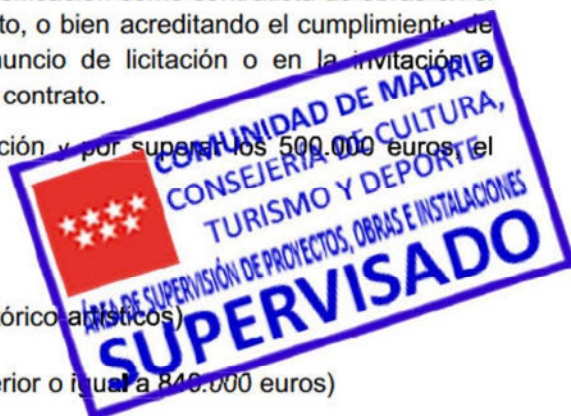 to, o bien acreditando el cumplimiento de
nuncio de licitación o en la invitación a
contrato.
ción y por superar los 500.000 euros, el
COMUNIDAD DE MADRID
CONSEJERÍA DE CULTURA,
TURISMO Y DEPORTE
ÁREA DE SUPERVISIÓN DE PROYECTOS, OBRAS E INSTALACIONES
SUPERVISADO
tórico-artísticos)
erior o igual a 840.000 euros)